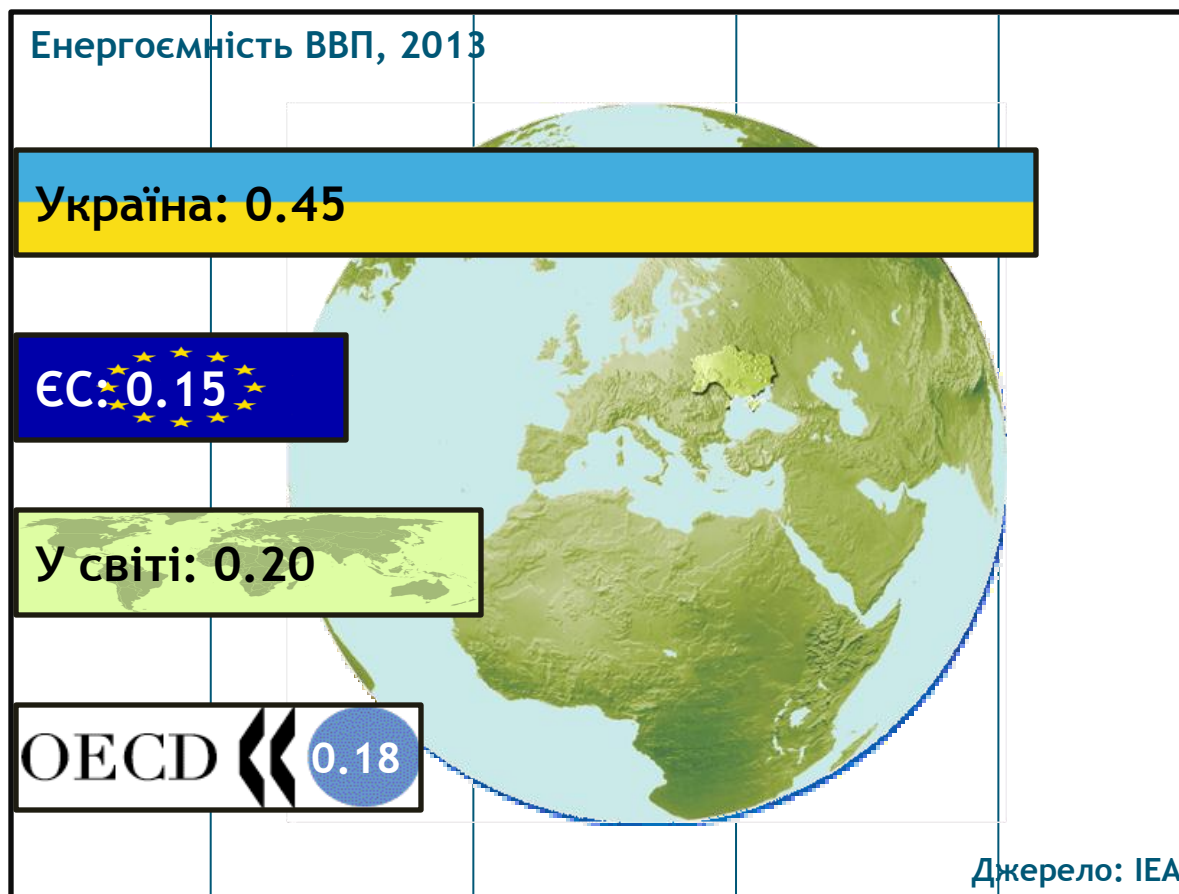 Енергоємність ВВП, 2013
Україна: 0.45
ЄС: 0.15
У світі: 0.20
OECD 0.18
Джерело: IEA